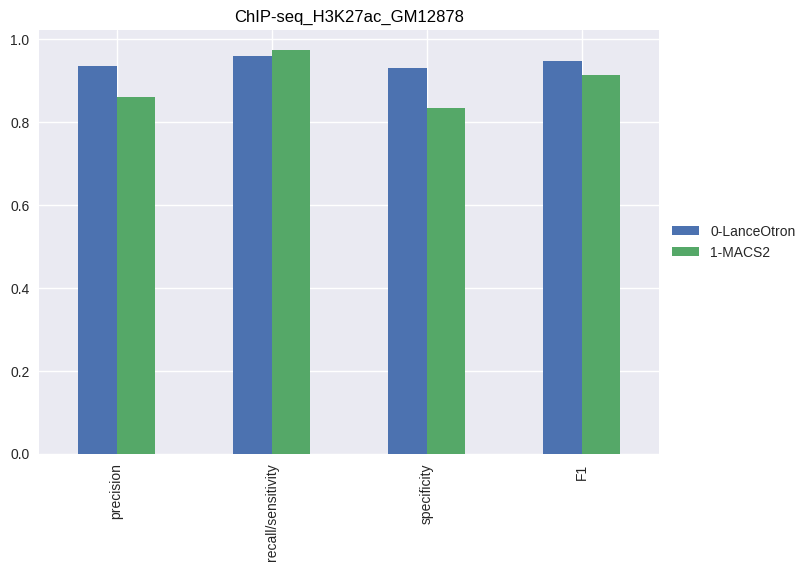 ChIP-seq_H3K27ac_GM12878
1.0
0.8
0.6
0.4
0.2
0.0
precision
recall/sensitivity
specificity
F1
0-LanceOtron
1-MACS2